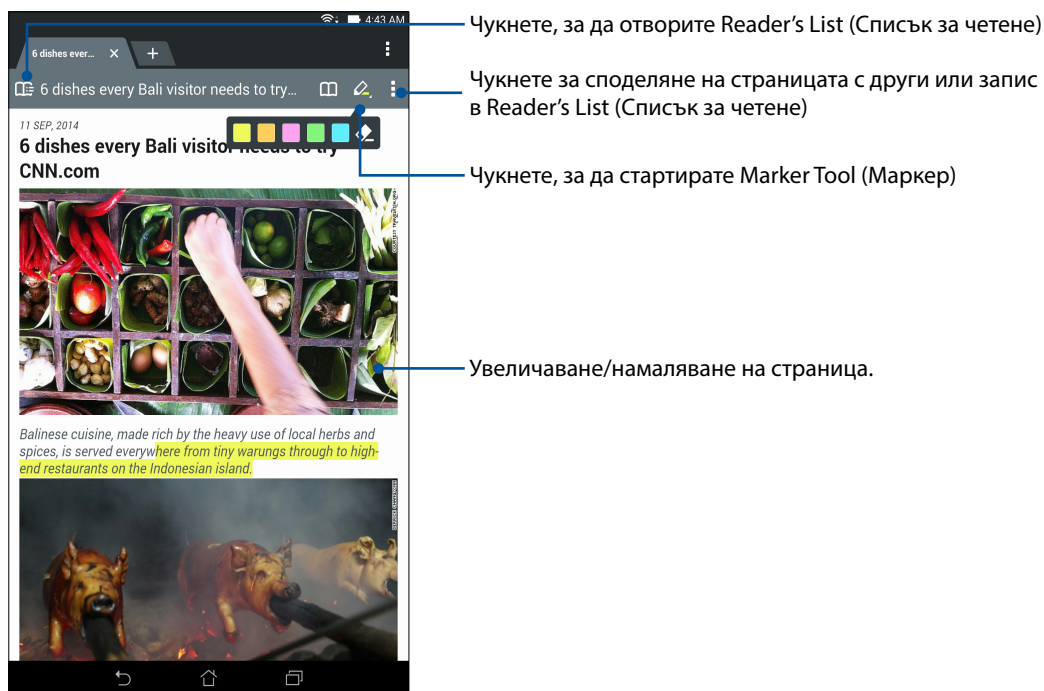 4:43 AM
Чукнете, за да отворите Reader's List (Списък за четене)
6 dishes ever...
6 dishes every Bali visitor needs to try...
Чукнете за споделяне на страницата с други или запис
в Reader's List (Списък за четене)
11 SEP, 2014
6 dishes every Bali visitor needs to try
CNN.com
Чукнете, за да стартирате Marker Tool (Маркер)
Увеличаване/намаляване на страница.
Balinese cuisine, made rich by the heavy use of local herbs and
spices, is served everywhere from tiny warungs through to high-
end restaurants on the Indonesian island.